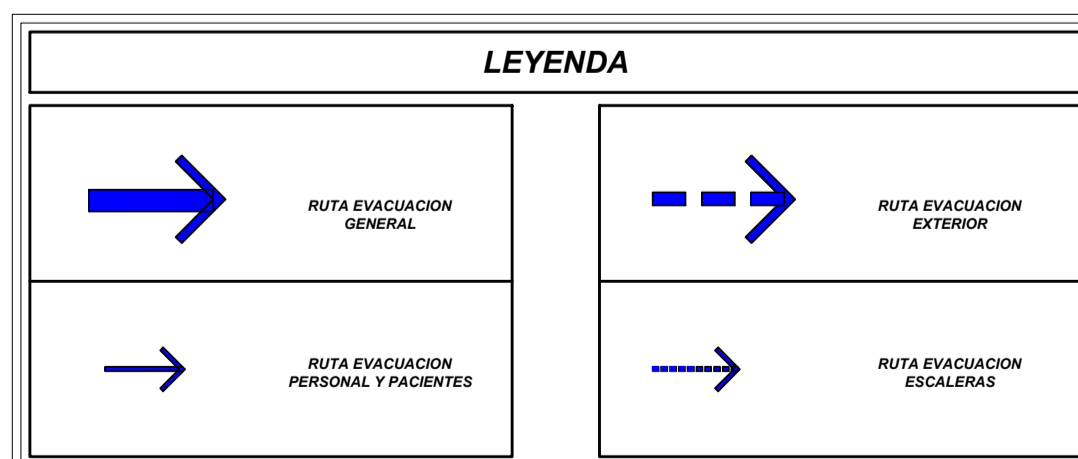 LEYENDA
RUTA EVACUACION
GENERAL
RUTA EVACUACION
EXTERIOR
RUTA EVACUACION
PERSONAL Y PACIENTES
RUTA EVACUACION
ESCALERAS